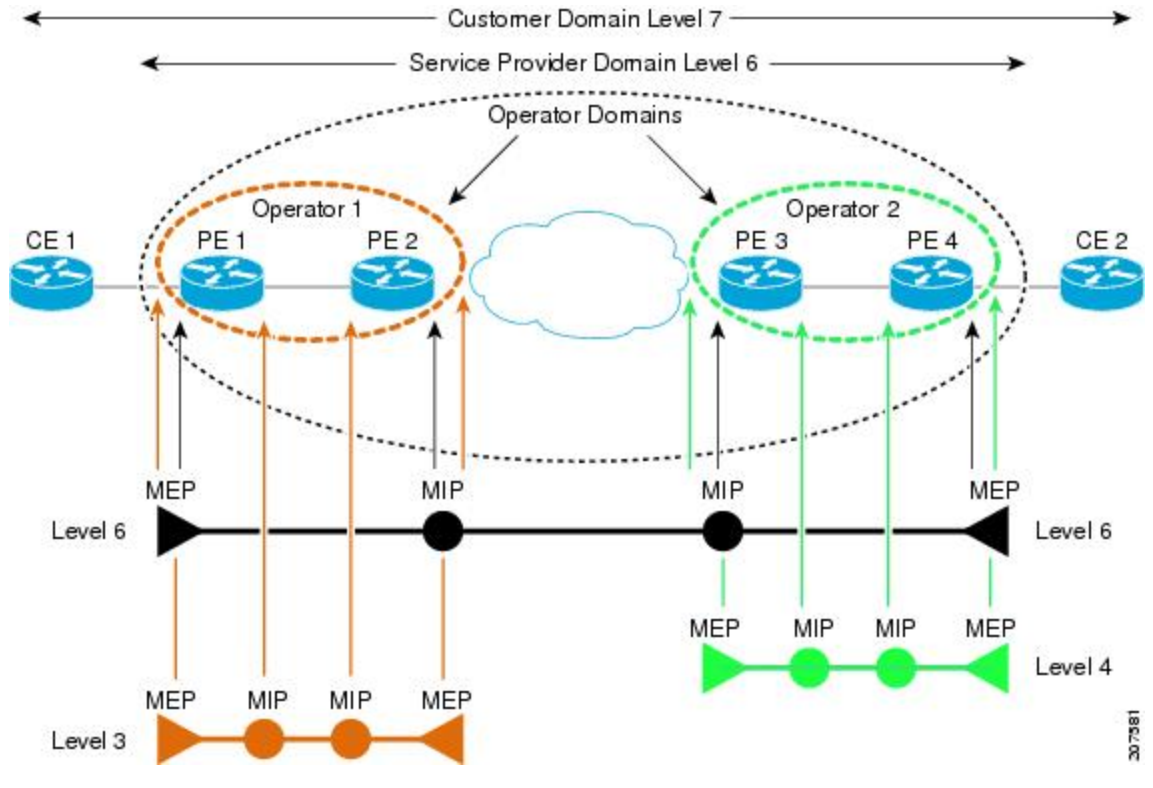 Customer Domain Level 7
Service Provider Domain Level 6
Operator Domains
Operator 1
Operator 2
CE 1
PE 1
PE 2
PE 3
PE 4
CE 2
MEP
MIP
MIP
MEP
Level 6
Level 6
MEP
MIP
MIP
MEP
Level 4
MEP
MIP
MIP
MEP
Level 3
207581